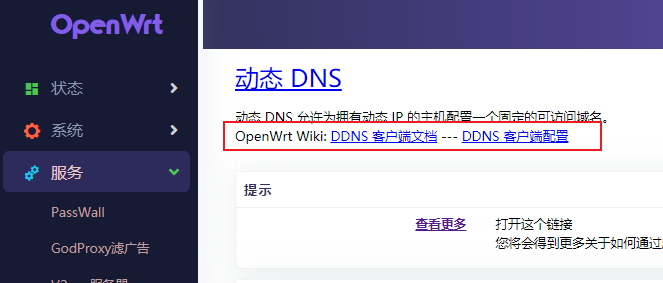 OpenWrt
状态
系统
服务
PassWall
GodProxy滤广告
动态 DNS
动态 DNS 允许为拥有动态 IP 的主机配置一个固定的可访问域名。
OpenWrt Wiki: DDNS 客户端文档 --- DDNS 客户端配置
提示
查看更多 打开这个链接
您将会得到更多关于如何通过